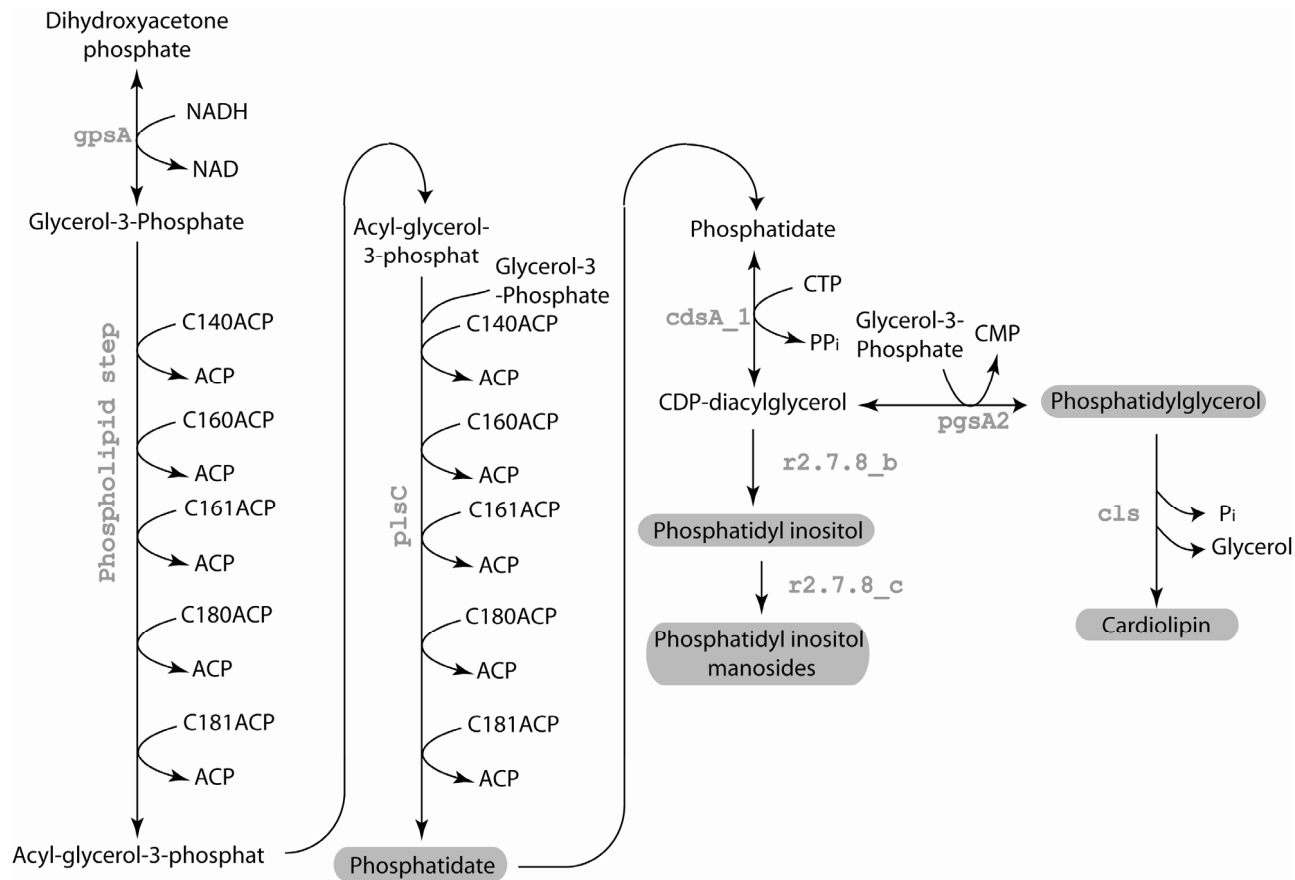 Dihydroxyacetone
phosphate
NADH
gpsA
NAD
Glycerol-3-Phosphate
Phospholipid step
C140ACP
ACP
C160ACP
ACP
C161ACP
ACP
C180ACP
ACP
C181ACP
ACP
Acyl-glycerol-3-phosphat
Acyl-glycerol-
3-phosphat
Glycerol-3
-Phosphate
plsC
C140ACP
ACP
C160ACP
ACP
C161ACP
ACP
C180ACP
ACP
C181ACP
ACP
Phosphatidate
Phosphatidate
CTP
cdsA_1
PPi
CDP-diacylglycerol
Glycerol-3-
Phosphate
CMP
pgsA2
Phosphatidylglycerol
r2.7.8_b
Phosphatidyl inositol
r2.7.8_c
Phosphatidyl inositol
manosides
cls
Pi
Glycerol
Cardiolipin